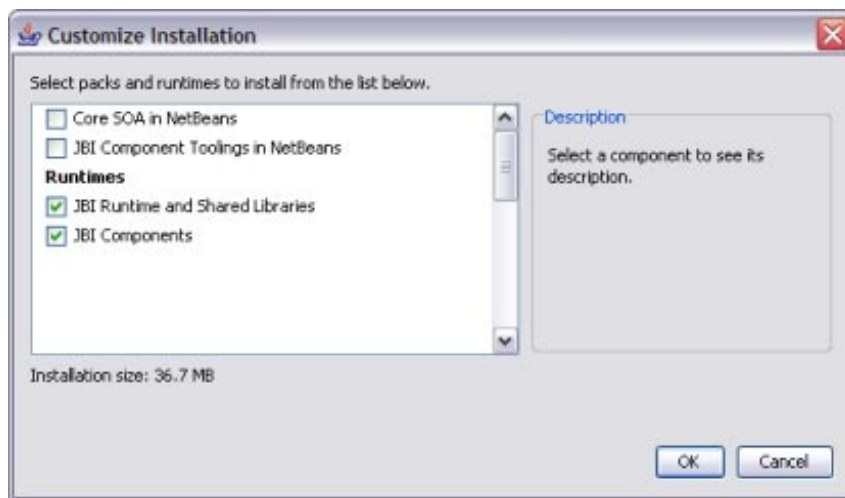 Customize Installation
Select packs and runtimes to install from the list below.
Core SOA in NetBeans
JBI Component Toolings in NetBeans
Runtimes
JBI Runtime and Shared Libraries
JBI Components
Description
Select a component to see its
description.
Installation size: 36.7 MB
OK
Cancel